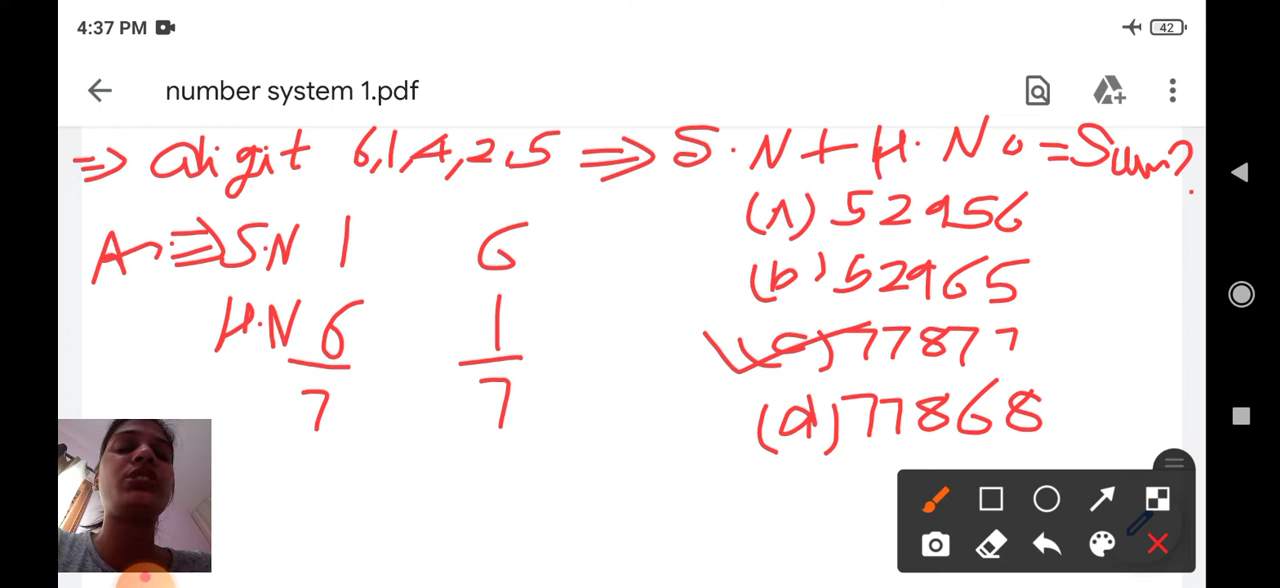 4:37 PM
42
number system 1.pdf
=> digit 6,1,4,2,5 => S.N + H.No = Sum?
(A) 52956
An => S.N 1 6
(b) 52965
H.N 6 1
(c) 77877
7 7
(d) 77868